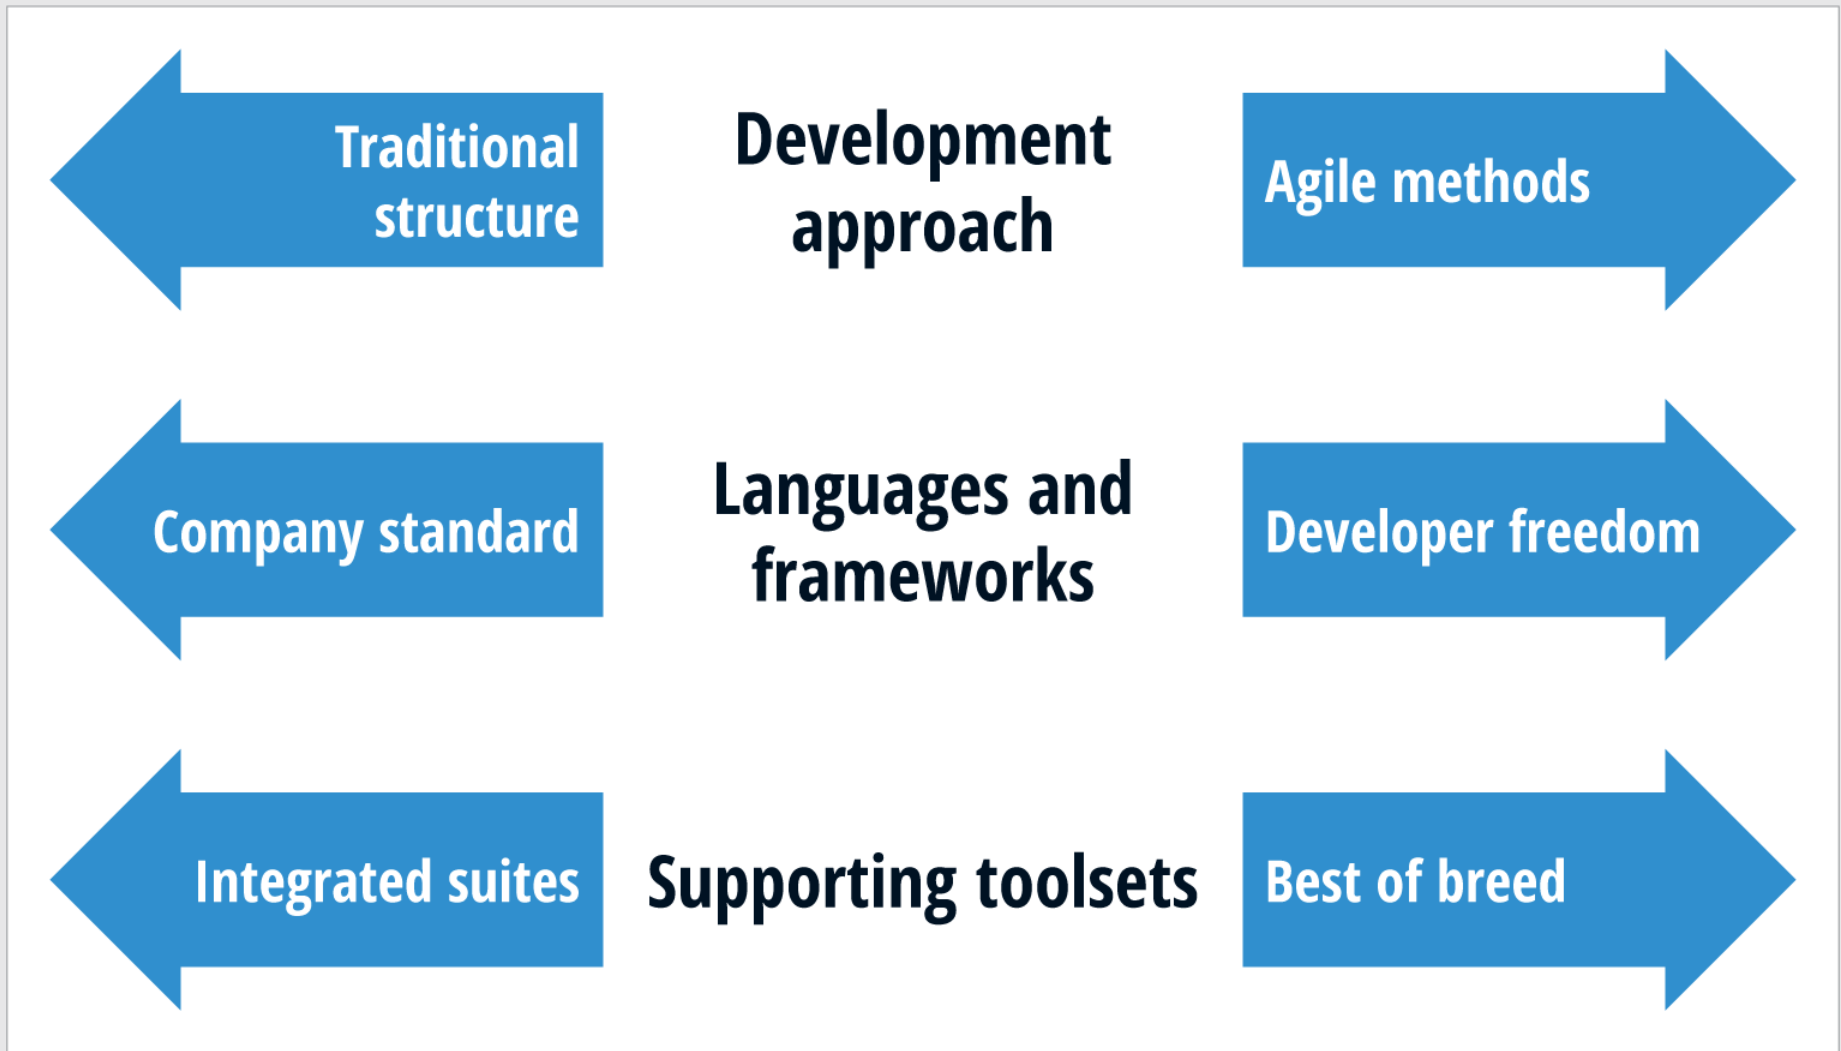 Traditional
structure
Development
approach
Agile methods
Company standard
Languages and
frameworks
Developer freedom
Integrated suites
Supporting toolsets
Best of breed